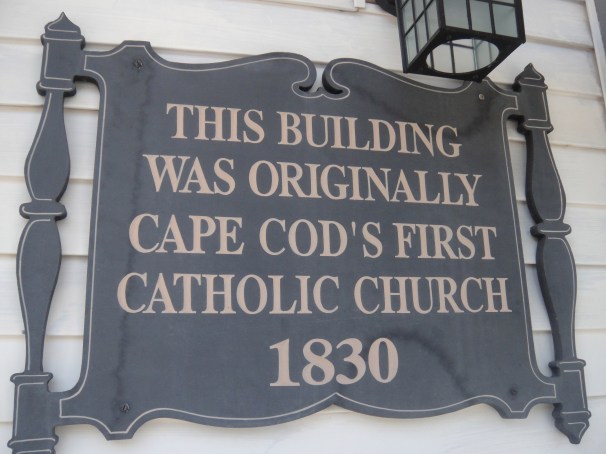 THIS BUILDING
WAS ORIGINALLY
CAPE COD'S FIRST
CATHOLIC CHURCH
1830